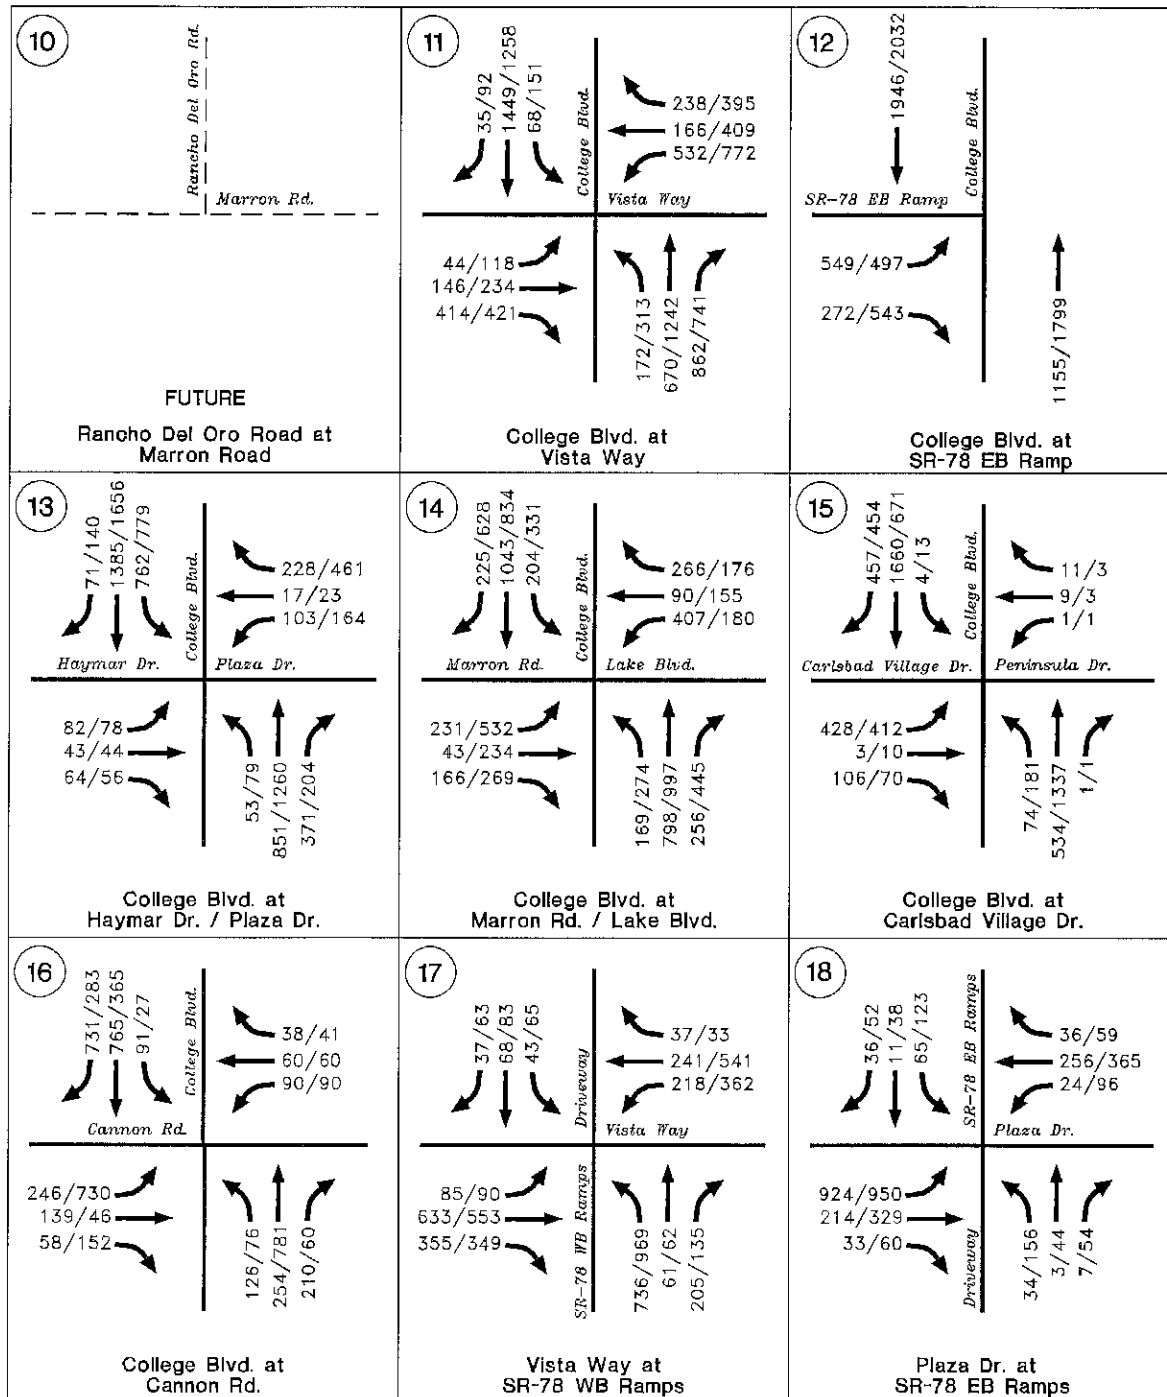 10
Rancho Del Oro Rd.
Marron Rd.
FUTURE
Rancho Del Oro Road at
Marron Road
11
35/92
1449/1258
68/151
College Blvd.
238/395
166/409
532/772
Vista Way
44/118
146/234
414/421
172/313
670/1242
862/741
College Blvd. at
Vista Way
12
1946/2032
College Blvd.
SR-78 EB Ramp
549/497
272/543
1155/1799
College Blvd. at
SR-78 EB Ramp
13
71/140
1385/1656
762/779
College Blvd.
228/461
17/23
103/164
Haymar Dr.
Plaza Dr.
82/78
43/44
64/56
53/79
851/1260
371/204
College Blvd. at
Haymar Dr. / Plaza Dr.
14
225/628
1043/834
204/331
College Blvd.
266/176
90/155
407/180
Marron Rd.
Lake Blvd.
231/532
43/234
166/269
169/274
798/997
256/445
College Blvd. at
Marron Rd. / Lake Blvd.
15
457/454
1660/671
4/13
College Blvd.
11/3
9/3
1/1
Carlsbad Village Dr.
Peninsula Dr.
428/412
3/10
106/70
74/181
534/1337
1/1
College Blvd. at
Carlsbad Village Dr.
16
731/283
765/365
91/27
College Blvd.
38/41
60/60
90/90
Cannon Rd.
246/730
139/46
58/152
126/76
254/781
210/60
College Blvd. at
Cannon Rd.
17
37/63
68/83
43/65
Driveway
37/33
241/541
218/362
Vista Way
85/90
633/553
355/349
SR-78 WB Ramps
736/969
61/62
205/135
Vista Way at
SR-78 WB Ramps
18
36/52
11/38
65/123
SR-78 EB Ramps
36/59
256/365
24/96
Plaza Dr.
924/950
214/329
33/60
Driveway
34/156
3/44
7/54
Plaza Dr. at
SR-78 EB Ramps